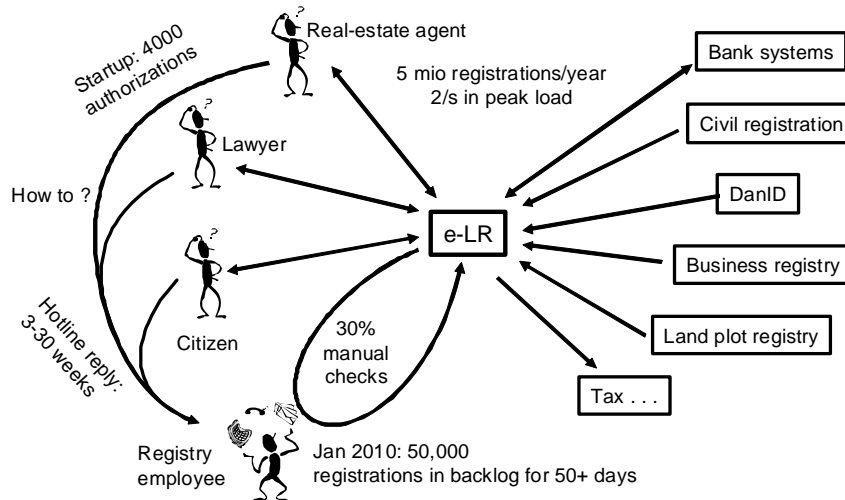 ?
Real-estate agent
Startup: 4000
authorizations
5 mio registrations/year
2/s in peak load
Bank systems
?
Lawyer
Civil registration
How to ?
DanID
?
Citizen
e-LR
Business registry
Hotline reply:
3-30 weeks
30%
manual
checks
Land plot registry
Tax . . .
Registry
employee
Jan 2010: 50,000
registrations in backlog for 50+ days